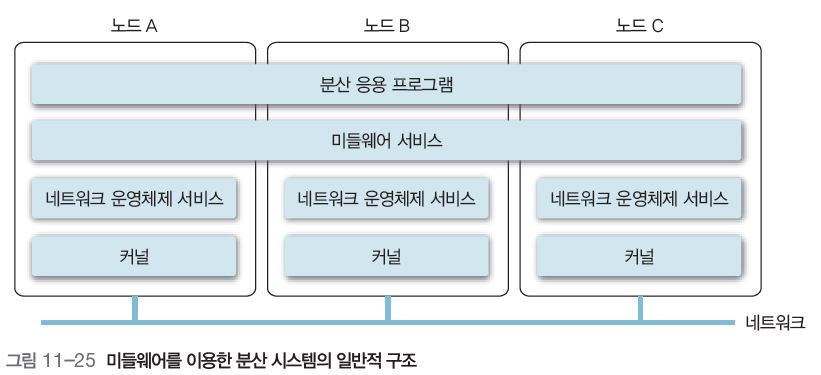 노드 A 노드 B 노드 C
분산 응용 프로그램
미들웨어 서비스
네트워크 운영체제 서비스 네트워크 운영체제 서비스 네트워크 운영체제 서비스
커널 커널 커널
네트워크
그림 11-25 미들웨어를 이용한 분산 시스템의 일반적 구조